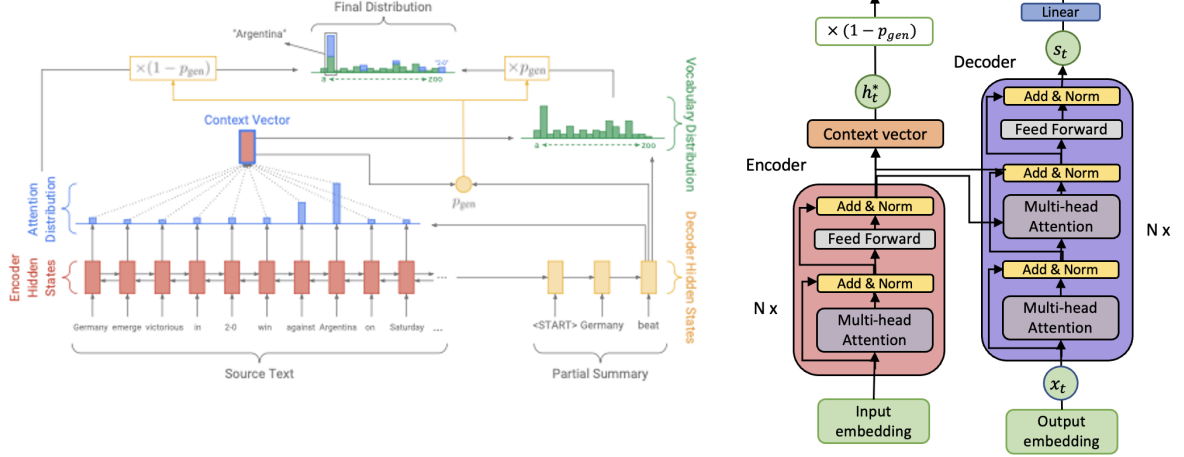 Final Distribution
"Argentina"
"2-0"
a
zoo
×(1 − pgen)
×pgen
Context Vector
Vocabulary Distribution
a
zoo
Attention
Distribution
pgen
Encoder
Hidden
States
Decoder Hidden States
...
...
Germany emerge victorious in 2-0 win against Argentina on Saturday ...
<START> Germany beat
Source Text
Partial Summary
× (1 − pgen)
h*t
Context vector
Encoder
Add & Norm
Feed Forward
Add & Norm
N x
Multi-head
Attention
Input
embedding
Linear
st
Decoder
Add & Norm
Feed Forward
Add & Norm
Multi-head
Attention
N x
Add & Norm
Multi-head
Attention
xt
Output
embedding